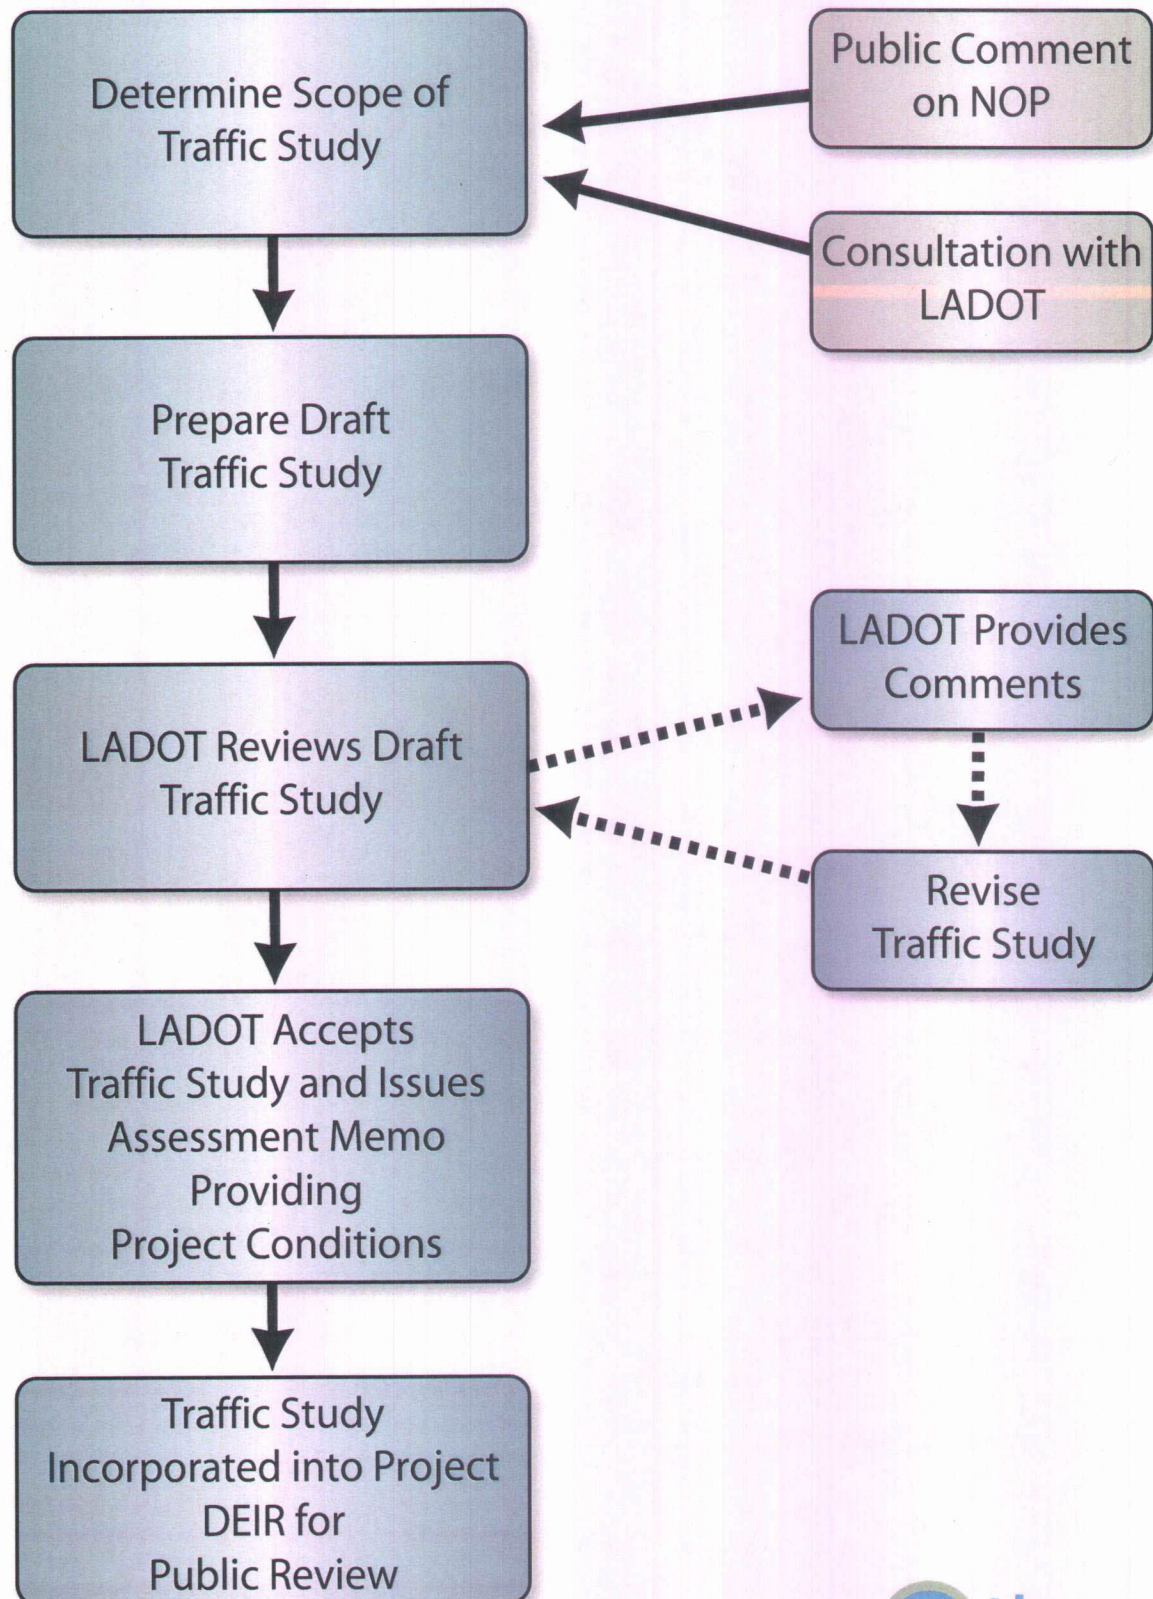 Determine Scope of
Traffic Study
Public Comment
on NOP
Consultation with
LADOT
Prepare Draft
Traffic Study
LADOT Reviews Draft
Traffic Study
LADOT Provides
Comments
Revise
Traffic Study
LADOT Accepts
Traffic Study and Issues
Assessment Memo
Providing
Project Conditions
Traffic Study
Incorporated into Project
DEIR for
Public Review